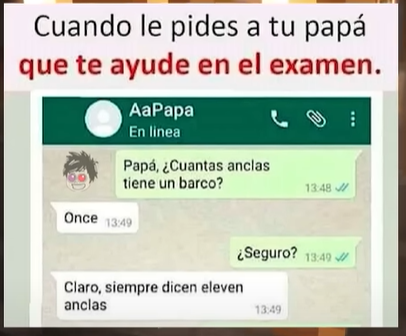 Cuando le pides a tu papá
que te ayude en el examen.
AaPapa
En linea
Papá, ¿Cuantas anclas
tiene un barco?
13:48
Once 13:49
¿Seguro? 13:49
Claro, siempre dicen eleven
anclas
13:49